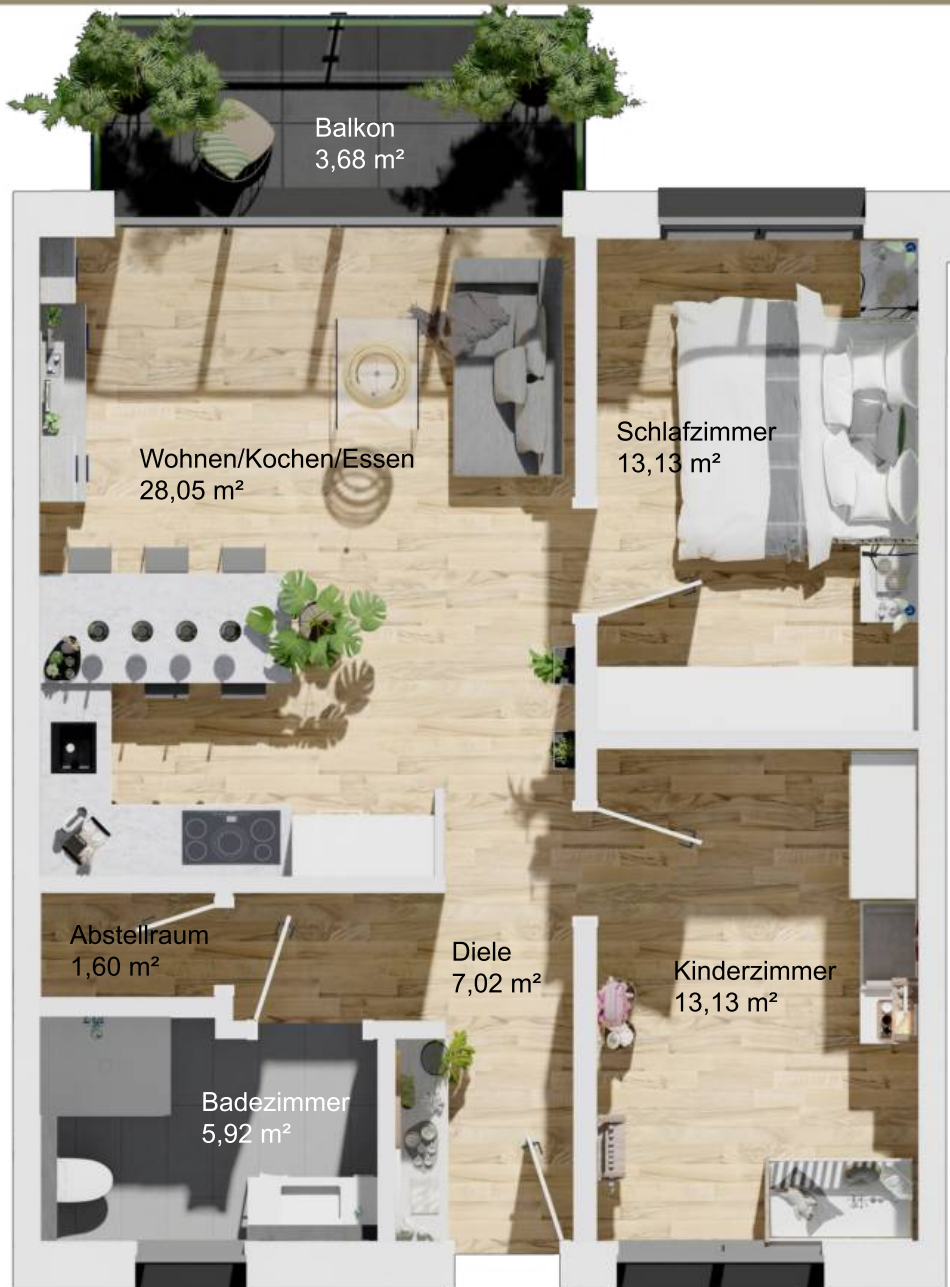 Balkon
3,68 m²
Schlafzimmer
13,13 m²
Wohnen/Kochen/Essen
28,05 m²
Abstellraum
1,60 m²
Diele
7,02 m²
Kinderzimmer
13,13 m²
Badezimmer
5,92 m²